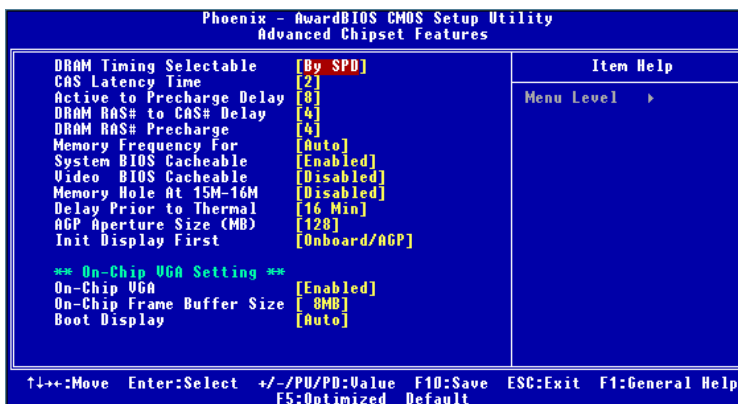 Phoenix - AwardBIOS CMOS Setup Utility
Advanced Chipset Features
DRAM Timing Selectable [By SPD]
CAS Latency Time [2]
Active to Precharge Delay [8]
DRAM RAS# to CAS# Delay [4]
DRAM RAS# Precharge [4]
Memory Frequency For [Auto]
System BIOS Cacheable [Enabled]
Video BIOS Cacheable [Disabled]
Memory Hole At 15M-16M [Disabled]
Delay Prior to Thermal [16 Min]
AGP Aperture Size (MB) [128]
Init Display First [Onboard/AGP]
** On-Chip VGA Setting **
On-Chip VGA [Enabled]
On-Chip Frame Buffer Size [ 8MB]
Boot Display [Auto]
Item Help
Menu Level ▸
↑↓→←:Move Enter:Select +/-/PU/PD:Value F10:Save ESC:Exit F1:General Help
F5:Optimized Default